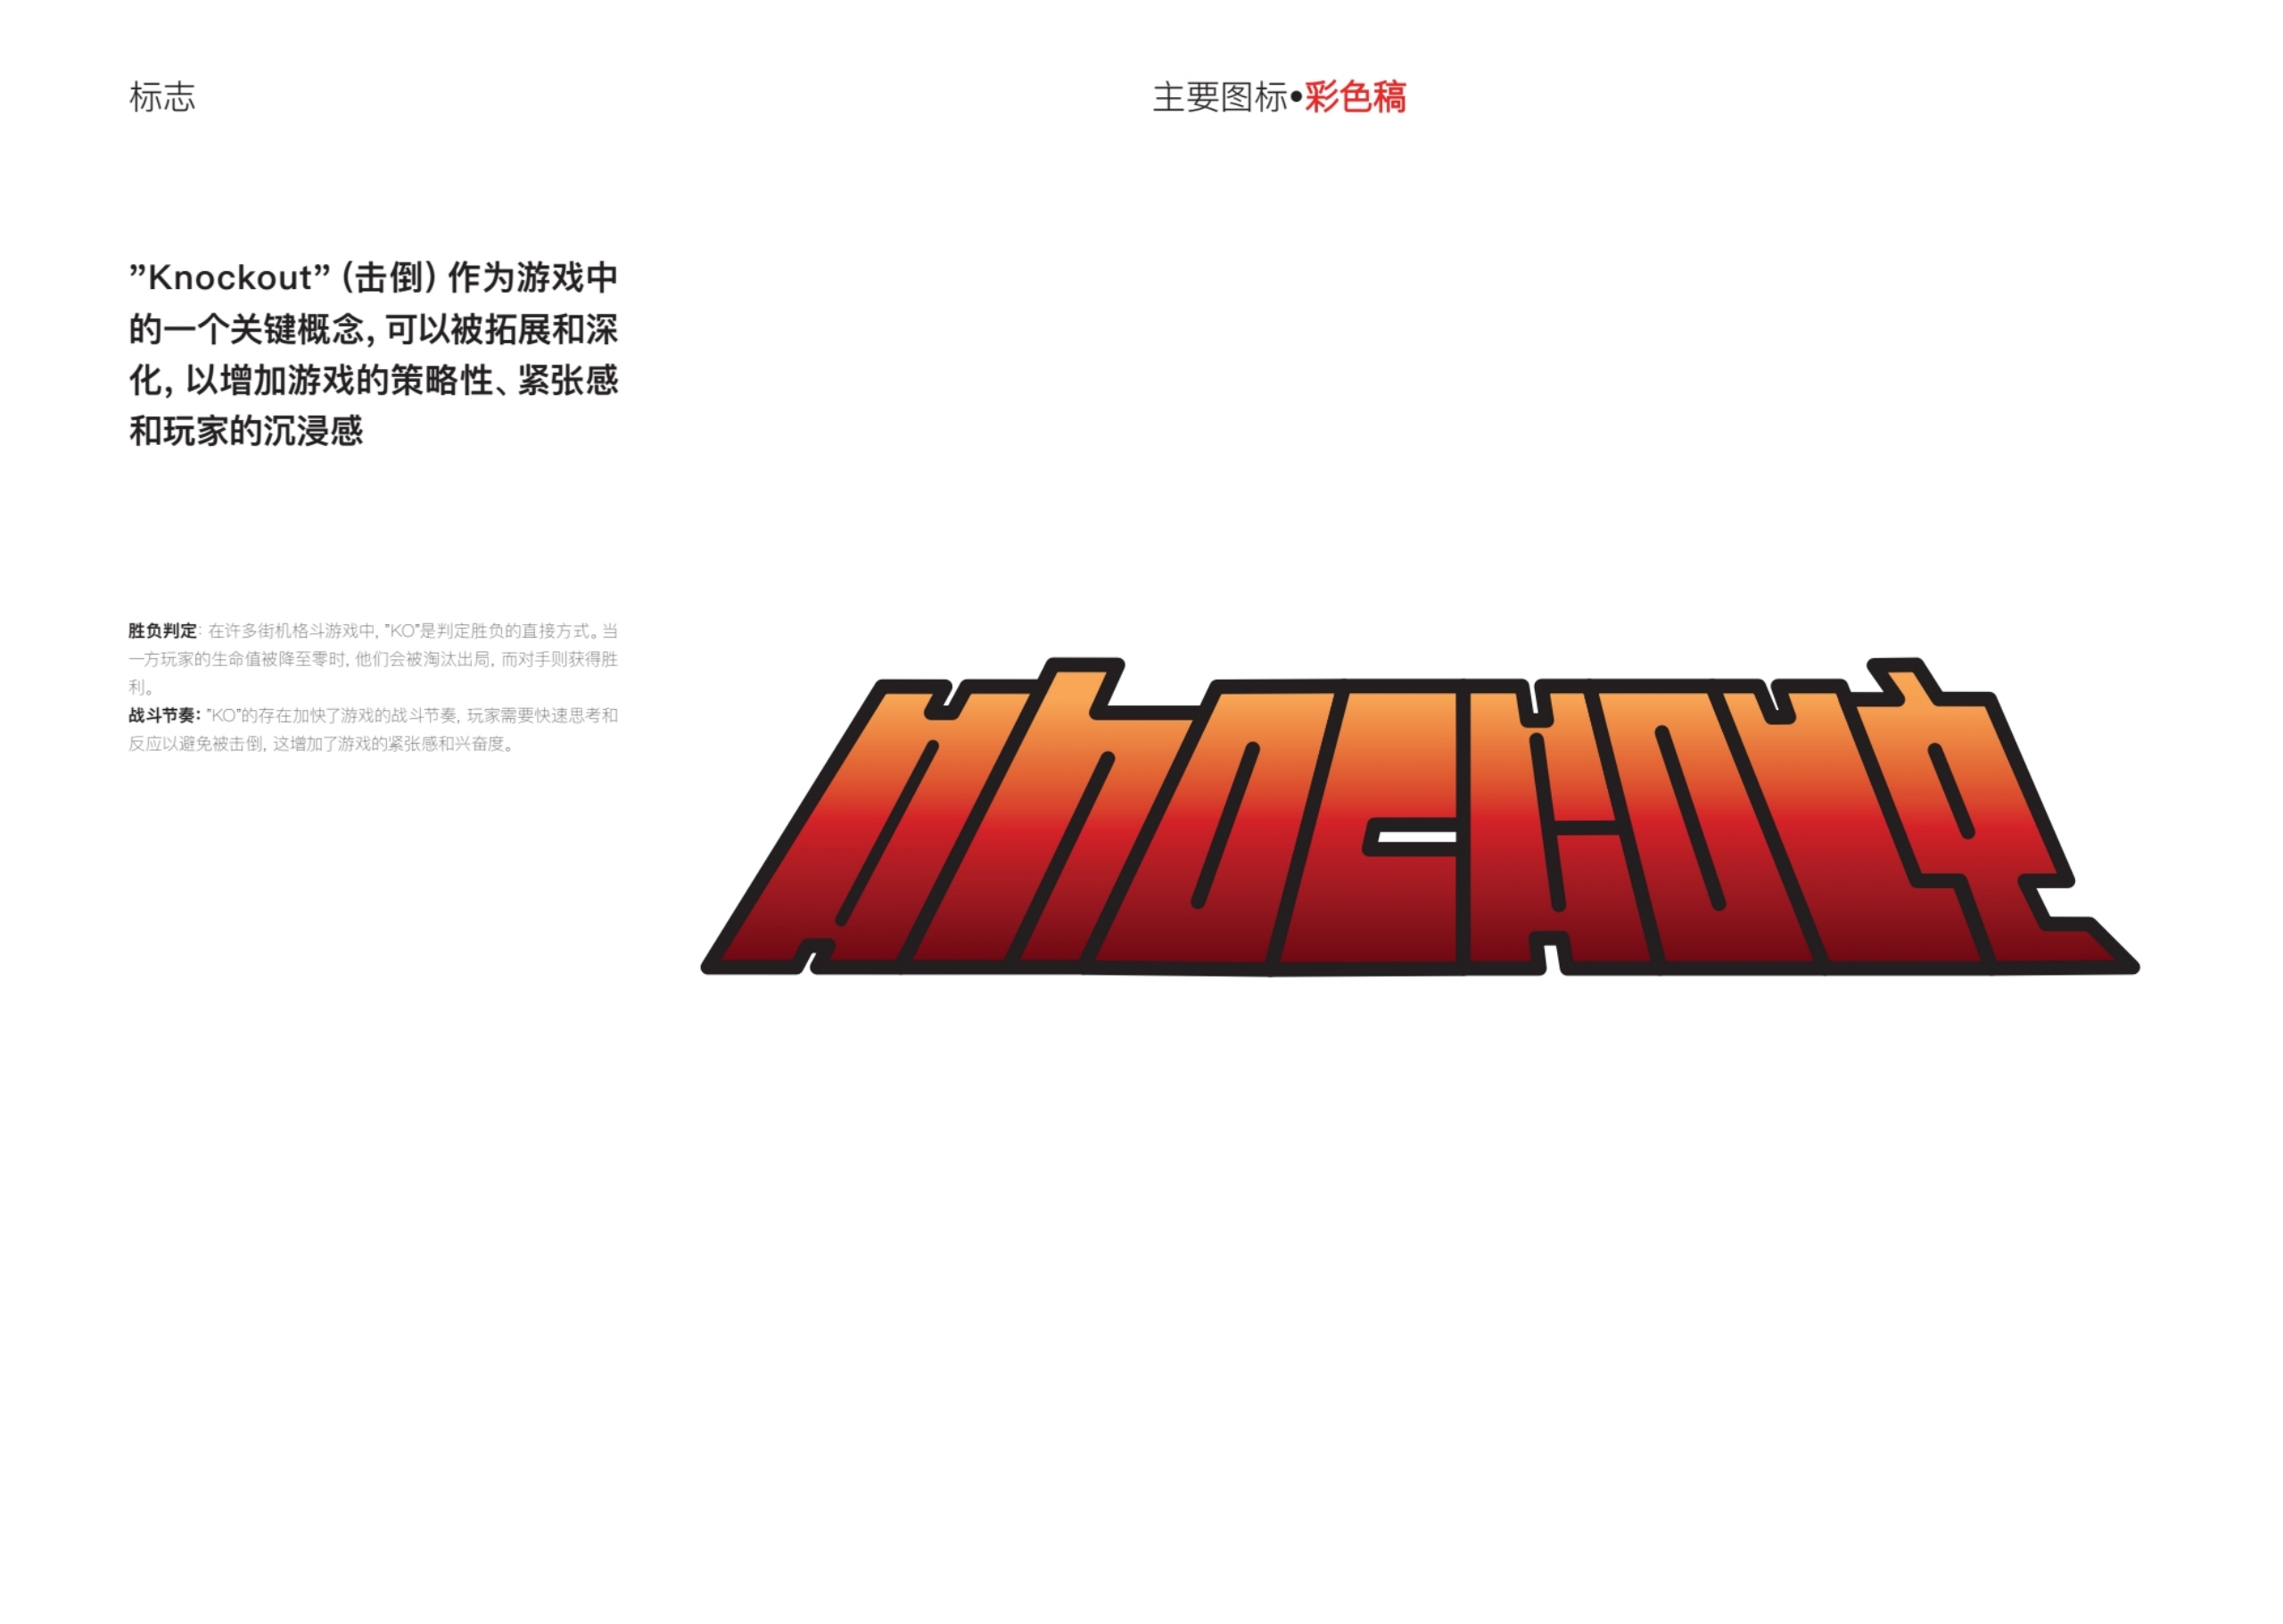 标志
主要图标•彩色稿
”Knockout”（击倒）作为游戏中
的一个关键概念，可以被拓展和深
化，以增加游戏的策略性、紧张感
和玩家的沉浸感
胜负判定：在许多街机格斗游戏中，”KO”是判定胜负的直接方式。当
一方玩家的生命值被降至零时，他们会被淘汰出局，而对手则获得胜
利。
战斗节奏：”KO”的存在加快了游戏的战斗节奏，玩家需要快速思考和
反应以避免被击倒，这增加了游戏的紧张感和兴奋度。
knockout